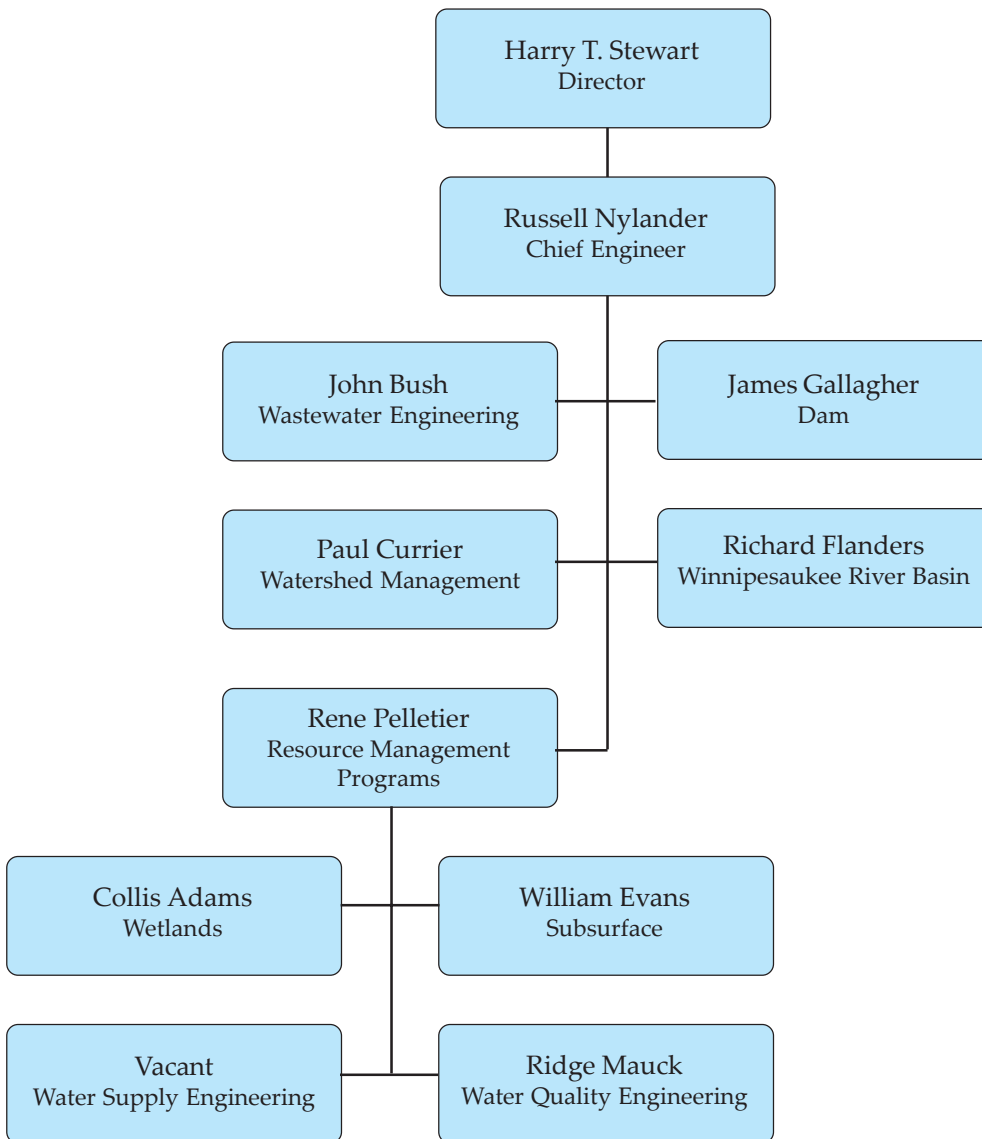 Harry T. Stewart
Director
Russell Nylander
Chief Engineer
John Bush
Wastewater Engineering
James Gallagher
Dam
Paul Currier
Watershed Management
Richard Flanders
Winnipesaukee River Basin
Rene Pelletier
Resource Management
Programs
Collis Adams
Wetlands
William Evans
Subsurface
Vacant
Water Supply Engineering
Ridge Mauck
Water Quality Engineering